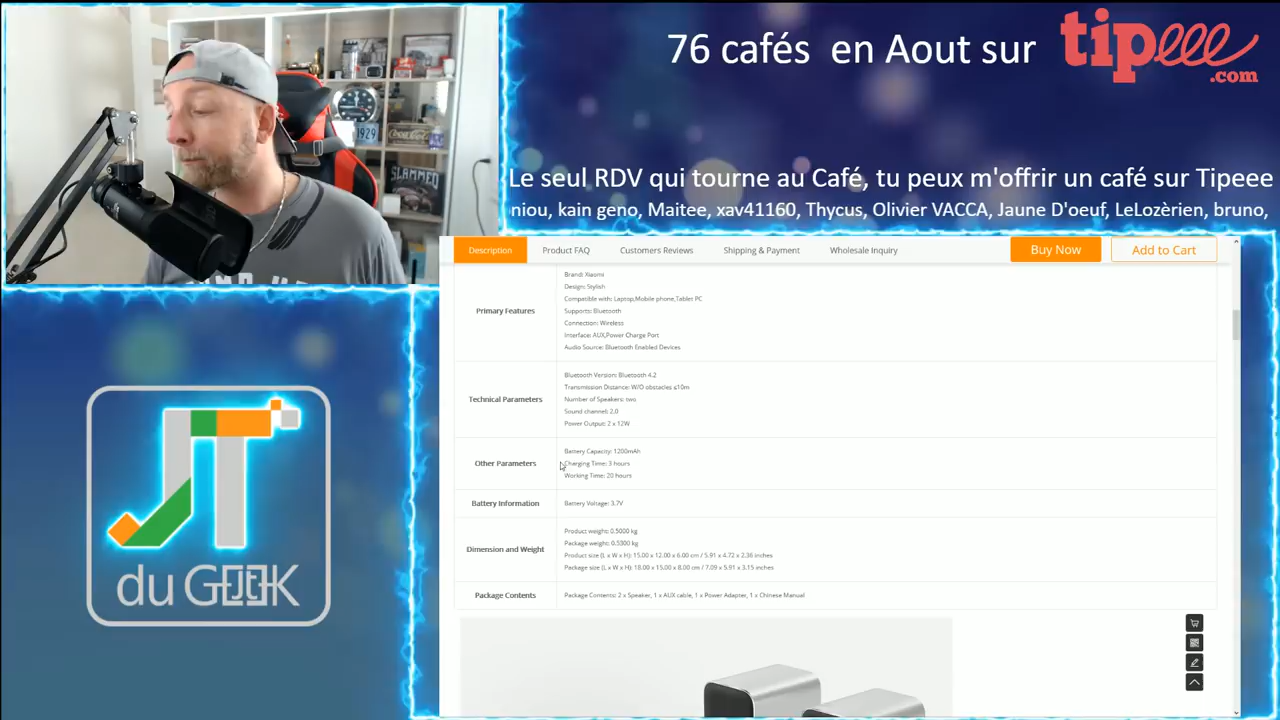 76 cafés en Aout sur
tipeee
.com
Le seul RDV qui tourne au Café, tu peux m'offrir un café sur Tipeee
niou, kain geno, Maitee, xav41160, Thycus, Olivier VACCA, Jaune D'oeuf, LeLozèrien, bruno,
1929
Coca-Cola
SLAMMED
Description
Product FAQ
Customers Reviews
Shipping & Payment
Wholesale Inquiry
Buy Now
Add to Cart
Primary Features
Brand: Xiaomi
Design: Stylish
Compatible with: Laptop,Mobile phone,Tablet PC
Supports: Bluetooth
Connection: Wireless
Interface: AUX,Power Charge Port
Audio Source: Bluetooth Enabled Devices
Technical Parameters
Bluetooth Version: Bluetooth 4.2
Transmission Distance: W/O obstacles ≤10m
Number of Speakers: two
Sound channel: 2.0
Power Output: 2 x 12W
Other Parameters
Battery Capacity: 1200mAh
Charging Time: 3 hours
Working Time: 20 hours
Battery Information
Battery Voltage: 3.7V
Dimension and Weight
Product weight: 0.5000 kg
Package weight: 0.5300 kg
Product size (L x W x H): 15.00 x 12.00 x 6.00 cm / 5.91 x 4.72 x 2.36 inches
Package size (L x W x H): 18.00 x 15.00 x 8.00 cm / 7.09 x 5.91 x 3.15 inches
Package Contents
Package Contents: 2 x Speaker, 1 x AUX cable, 1 x Power Adapter, 1 x Chinese Manual
JT
du GEEK